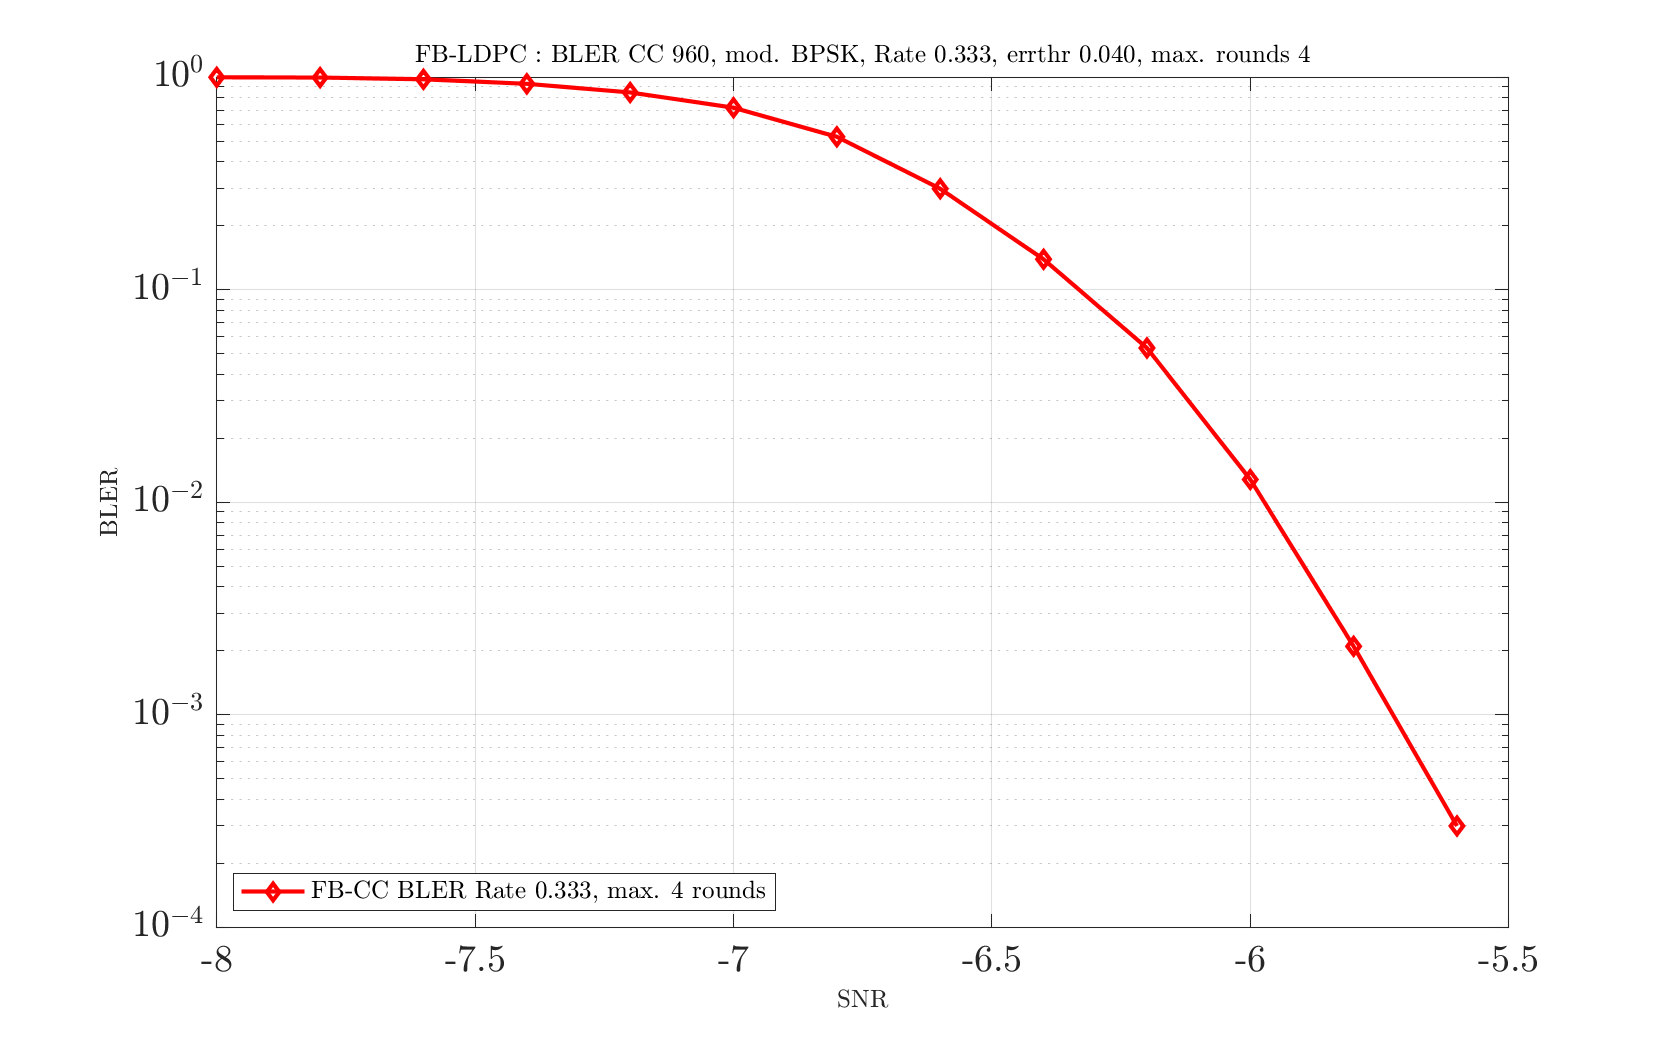 FB-LDPC : BLER CC 960, mod. BPSK, Rate 0.333, errthr 0.040, max. rounds 4
10^0
10^−1
10^−2
10^−3
10^−4
BLER
FB-CC BLER Rate 0.333, max. 4 rounds
-8 -7.5 -7 -6.5 -6 -5.5
SNR